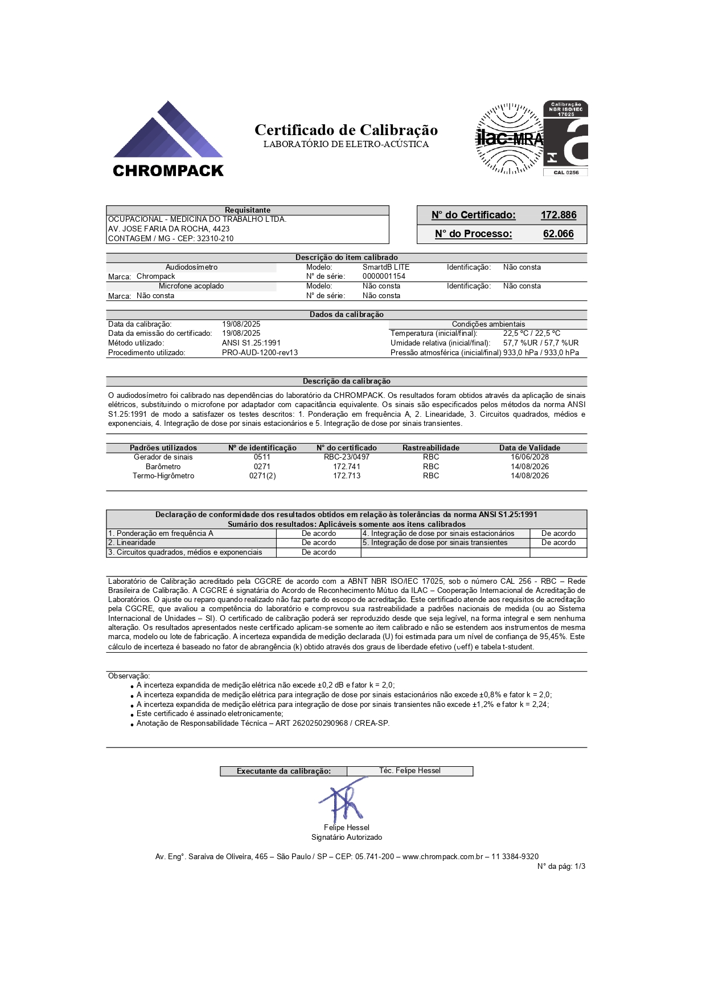 Certificado de Calibração
LABORATÓRIO DE ELETRO-ACÚSTICA
CHROMPACK
ilac-MRA
Calibração
NBR ISO/IEC
17025
CAL 0256
Requisitante
OCUPACIONAL - MEDICINA DO TRABALHO LTDA.
AV. JOSE FARIA DA ROCHA, 4423
CONTAGEM / MG - CEP: 32310-210
N° do Certificado: 172.886
N° do Processo: 62.066
Descrição do item calibrado
Audiodosímetro Modelo: SmartdB LITE Identificação: Não consta
Marca: Chrompack N° de série: 0000001154
Microfone acoplado Modelo: Não consta Identificação: Não consta
Marca: Não consta N° de série: Não consta
Dados da calibração
Data da calibração: 19/08/2025 Condições ambientais
Data da emissão do certificado: 19/08/2025 Temperatura (inicial/final): 22,5 ºC / 22,5 ºC
Método utilizado: ANSI S1.25:1991 Umidade relativa (inicial/final): 57,7 %UR / 57,7 %UR
Procedimento utilizado: PRO-AUD-1200-rev13 Pressão atmosférica (inicial/final) 933,0 hPa / 933,0 hPa
Descrição da calibração
O audiodosímetro foi calibrado nas dependências do laboratório da CHROMPACK. Os resultados foram obtidos através da aplicação de sinais
elétricos, substituindo o microfone por adaptador com capacitância equivalente. Os sinais são especificados pelos métodos da norma ANSI
S1.25:1991 de modo a satisfazer os testes descritos: 1. Ponderação em frequência A, 2. Linearidade, 3. Circuitos quadrados, médios e
exponenciais, 4. Integração de dose por sinais estacionários e 5. Integração de dose por sinais transientes.
Padrões utilizados Nº de identificação N° do certificado Rastreabilidade Data de Validade
Gerador de sinais 0511 RBC-23/0497 RBC 16/06/2028
Barômetro 0271 172.741 RBC 14/08/2026
Termo-Higrômetro 0271(2) 172.713 RBC 14/08/2026
Declaração de conformidade dos resultados obtidos em relação às tolerâncias da norma ANSI S1.25:1991
Sumário dos resultados: Aplicáveis somente aos itens calibrados
1. Ponderação em frequência A De acordo 4. Integração de dose por sinais estacionários De acordo
2. Linearidade De acordo 5. Integração de dose por sinais transientes De acordo
3. Circuitos quadrados, médios e exponenciais De acordo
Laboratório de Calibração acreditado pela CGCRE de acordo com a ABNT NBR ISO/IEC 17025, sob o número CAL 256 - RBC – Rede
Brasileira de Calibração. A CGCRE é signatária do Acordo de Reconhecimento Mútuo da ILAC – Cooperação Internacional de Acreditação de
Laboratórios. O ajuste ou reparo quando realizado não faz parte do escopo de acreditação. Este certificado atende aos requisitos de acreditação
pela CGCRE, que avaliou a competência do laboratório e comprovou sua rastreabilidade a padrões nacionais de medida (ou ao Sistema
Internacional de Unidades – SI). O certificado de calibração poderá ser reproduzido desde que seja legível, na forma integral e sem nenhuma
alteração. Os resultados apresentados neste certificado aplicam-se somente ao item calibrado e não se estendem aos instrumentos de mesma
marca, modelo ou lote de fabricação. A incerteza expandida de medição declarada (U) foi estimada para um nível de confiança de 95,45%. Este
cálculo de incerteza é baseado no fator de abrangência (k) obtido através dos graus de liberdade efetivo (υeff) e tabela t-student.
Observação:
• A incerteza expandida de medição elétrica não excede ±0,2 dB e fator k = 2,0;
• A incerteza expandida de medição elétrica para integração de dose por sinais estacionários não excede ±0,8% e fator k = 2,0;
• A incerteza expandida de medição elétrica para integração de dose por sinais transientes não excede ±1,2% e fator k = 2,24;
• Este certificado é assinado eletronicamente;
• Anotação de Responsabilidade Técnica – ART 2620250290968 / CREA-SP.
Executante da calibração: Téc. Felipe Hessel
Felipe Hessel
Signatário Autorizado
Av. Eng°. Saraiva de Oliveira, 465 – São Paulo / SP – CEP: 05.741-200 – www.chrompack.com.br – 11 3384-9320
N° da pág: 1/3